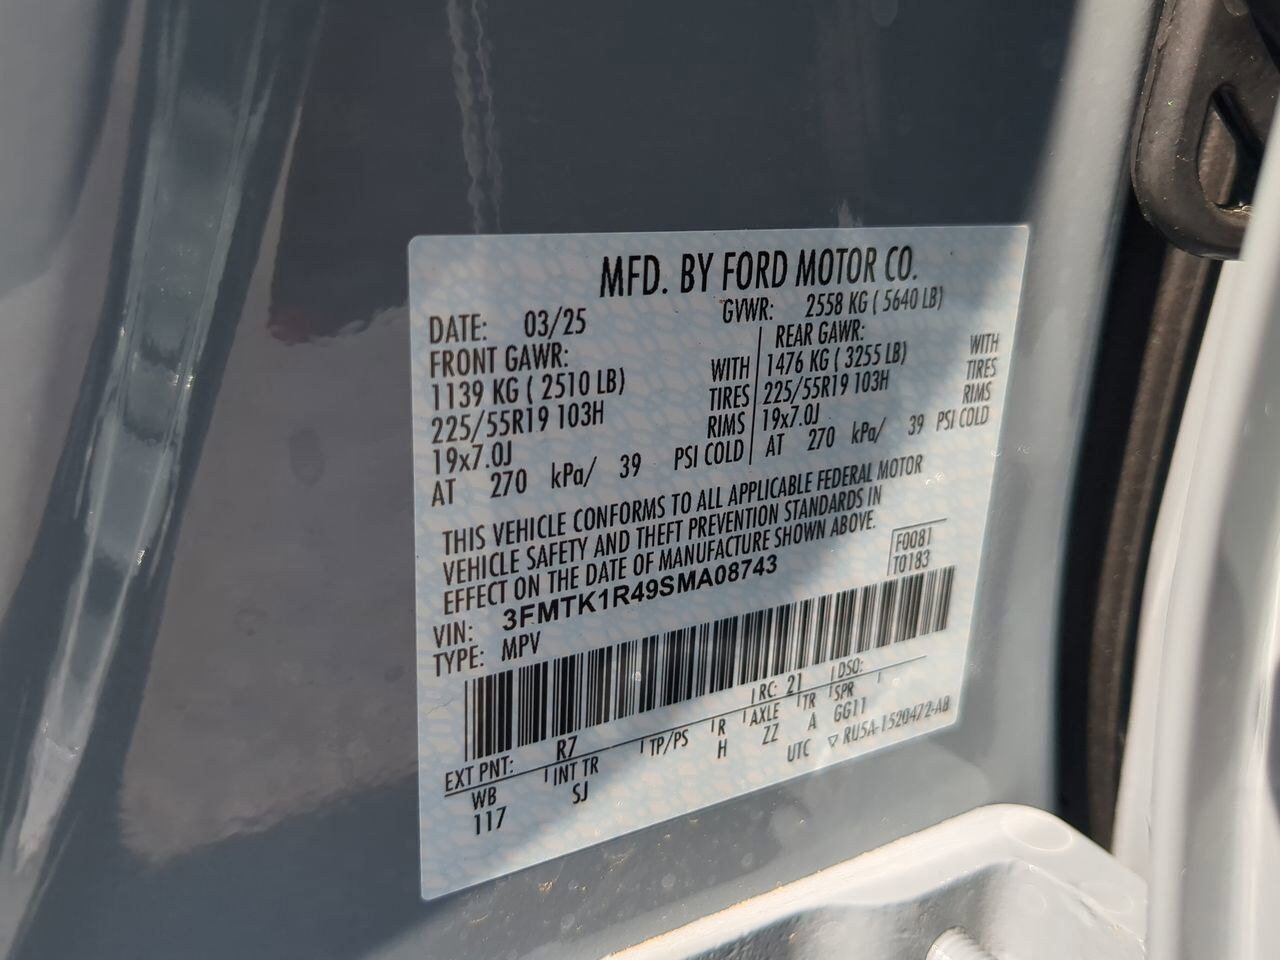 MFD. BY FORD MOTOR CO.
DATE: 03/25 GVWR: 2558 KG ( 5640 LB)
FRONT GAWR: REAR GAWR:
1139 KG ( 2510 LB) WITH 1476 KG ( 3255 LB) WITH
225/55R19 103H TIRES 225/55R19 103H TIRES
19x7.0J RIMS 19x7.0J RIMS
AT 270 kPa/ 39 PSI COLD AT 270 kPa/ 39 PSI COLD
THIS VEHICLE CONFORMS TO ALL APPLICABLE FEDERAL MOTOR
VEHICLE SAFETY AND THEFT PREVENTION STANDARDS IN
EFFECT ON THE DATE OF MANUFACTURE SHOWN ABOVE.
F0081
T0183
VIN: 3FMTK1R49SMA08743
TYPE: MPV
EXT PNT: R7 RC: 21 DSO:
WB INT TR TP/PS R AXLE TR SPR
117 SJ H ZZ A GG11
UTC ▽ RU5A-1520472-AB